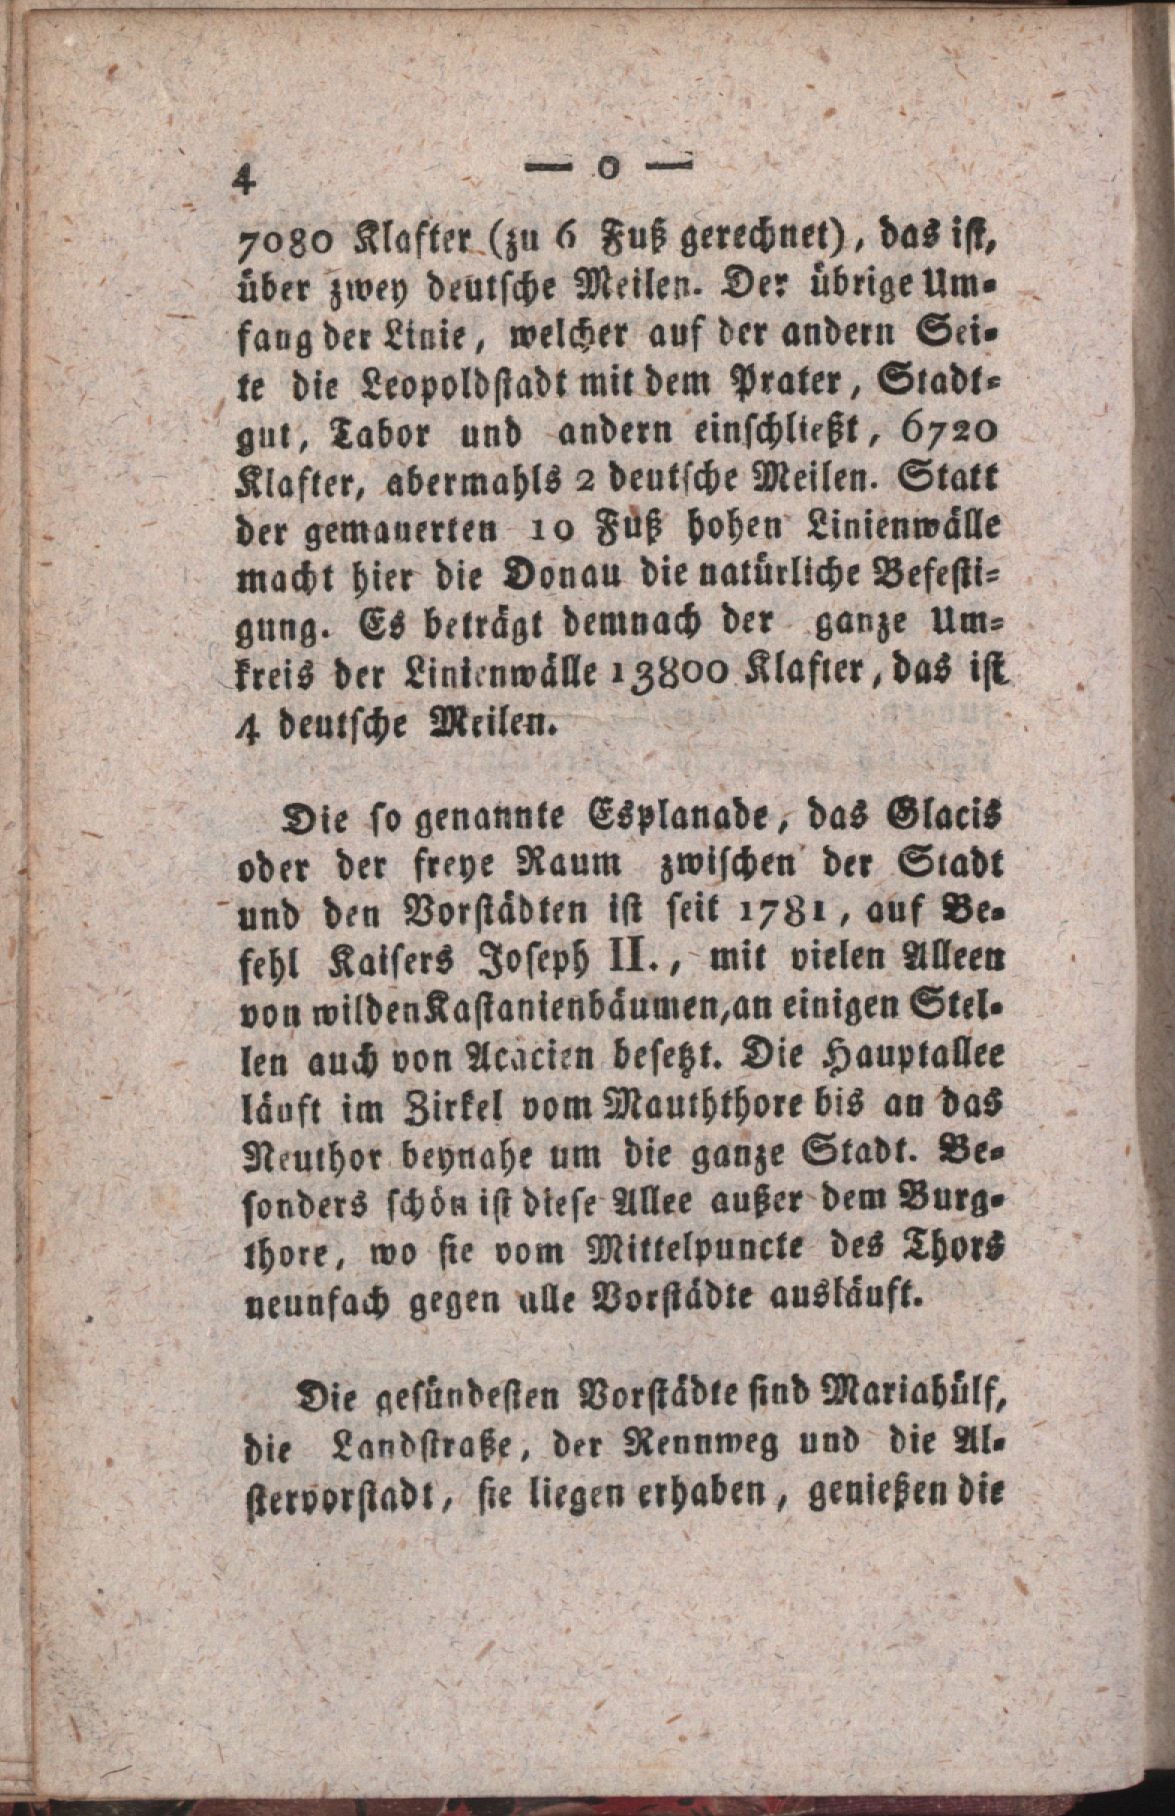 4 — o —
7080 Klafter (zu 6 Fuß gerechnet), das ist,
über zwey deutsche Meilen. Der übrige Um-
fang der Linie, welcher auf der andern Sei-
te die Leopoldstadt mit dem Prater, Stadt-
gut, Tabor und andern einschließt, 6720
Klafter, abermahls 2 deutsche Meilen. Statt
der gemauerten 10 Fuß hohen Linienwälle
macht hier die Donau die natürliche Befesti-
gung. Es beträgt demnach der ganze Um-
kreis der Linienwälle 13800 Klafter, das ist
4 deutsche Meilen.
Die so genannte Esplanade, das Glacis
oder der freye Raum zwischen der Stadt
und den Vorstädten ist seit 1781, auf Be-
fehl Kaisers Joseph II., mit vielen Alleen
von wilden Kastanienbäumen, an einigen Stel-
len auch von Acacien besetzt. Die Hauptallee
läuft im Zirkel vom Mauththore bis an das
Neuthor beynahe um die ganze Stadt. Be-
sonders schön ist diese Allee außer dem Burg-
thore, wo sie vom Mittelpuncte des Thors
neunfach gegen alle Vorstädte ausläuft.
Die gesündesten Vorstädte sind Mariahülf,
die Landstraße, der Rennweg und die Al-
stervorstadt, sie liegen erhaben, genießen die